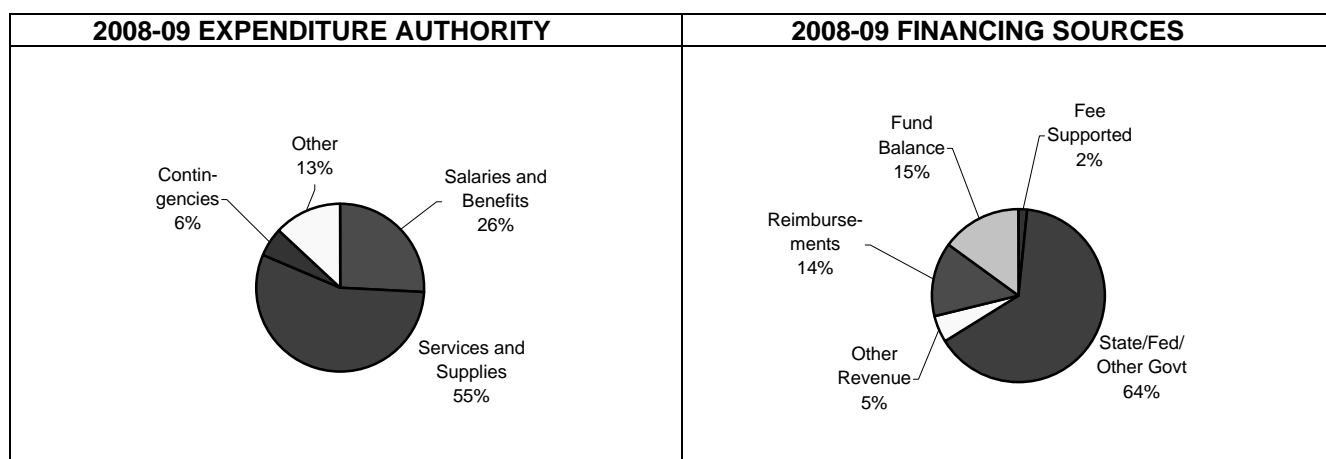 2008-09 EXPENDITURE AUTHORITY
Other
13%
Contin-
gencies
6%
Salaries and
Benefits
26%
Services and
Supplies
55%
2008-09 FINANCING SOURCES
Fee
Supported
2%
Fund
Balance
15%
Reimburse-
ments
14%
Other
Revenue
5%
State/Fed/
Other Govt
64%